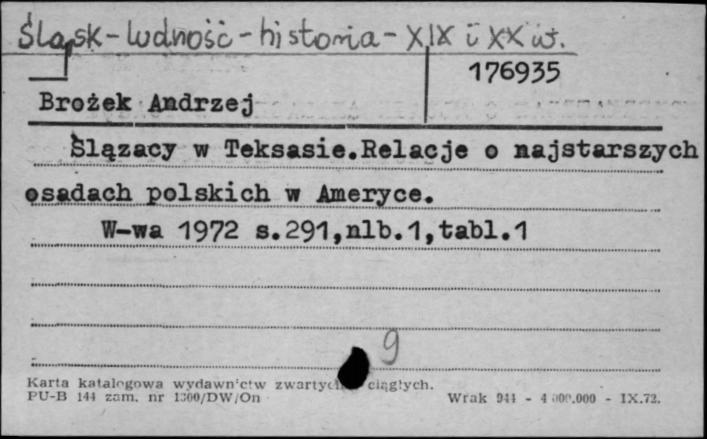 Śląsk - ludność - historia - XIX i XX w.
176935
Brożek Andrzej
Ślązacy w Teksasie.Relacje o najstarszych
osadach polskich w Ameryce.
W-wa 1972 s.291,nlb.1,tabl.1
9
Karta katalogowa wydawnictw zwartych ciągłych.
PU-B 144 zam. nr 1300/DW/On Wrak 944 - 4 000.000 - IX.72.